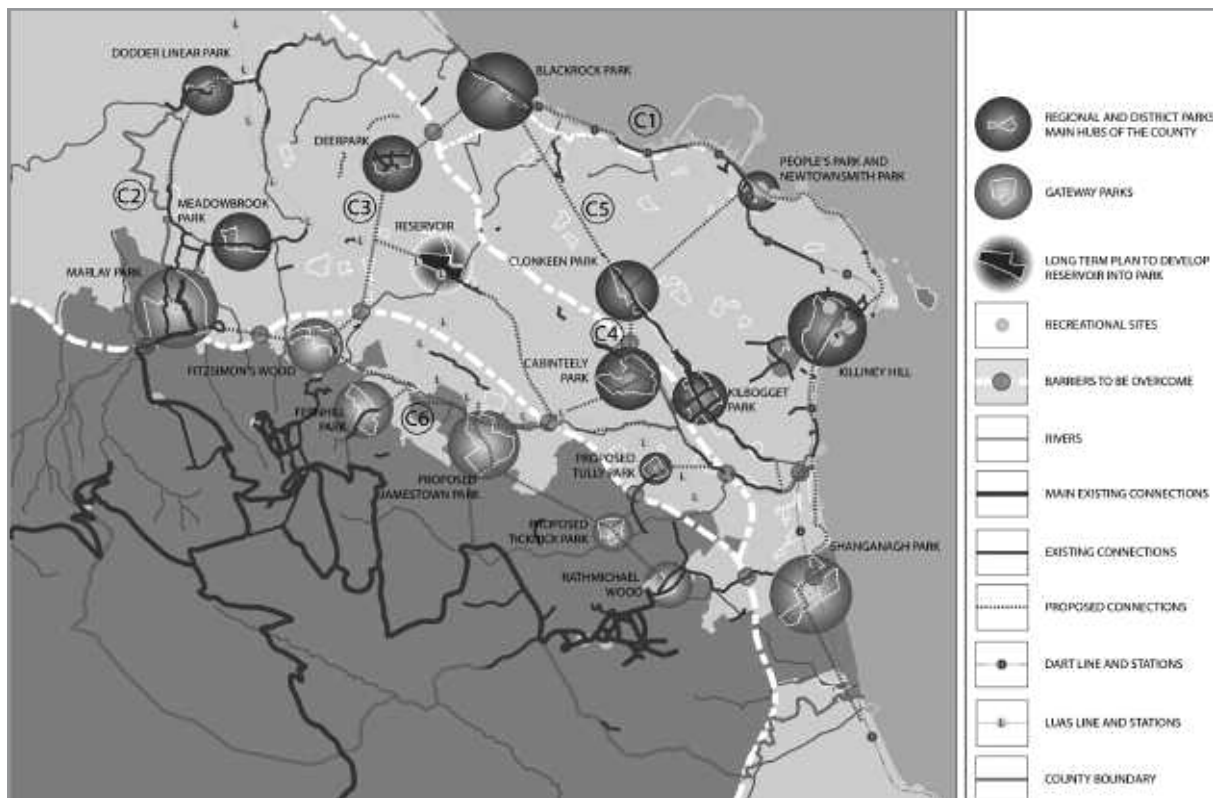 DODDER LINEAR PARK
BLACKROCK PARK
C1
DEERPARK
PEOPLE'S PARK AND
NEWTOWNSMITH PARK
C2
MEADOWBROOK
PARK
C3
C5
RESERVOIR
CLONKEEN PARK
MARLAY PARK
C4
FITZSIMON'S WOOD
CABINTEELY
PARK
KILLINEY HILL
KILBOGGET
PARK
FERNHILL
PARK
C6
PROPOSED
JAMESTOWN PARK
PROPOSED
TULLY PARK
PROPOSED
TICKNICK PARK
SHANGANAGH PARK
RATHMICHAEL
WOOD
REGIONAL AND DISTRICT PARKS
MAIN HUBS OF THE COUNTY
GATEWAY PARKS
LONG TERM PLAN TO DEVELOP
RESERVOIR INTO PARK
RECREATIONAL SITES
BARRIERS TO BE OVERCOME
RIVERS
MAIN EXISTING CONNECTIONS
EXISTING CONNECTIONS
PROPOSED CONNECTIONS
DART LINE AND STATIONS
LUAS LINE AND STATIONS
COUNTY BOUNDARY